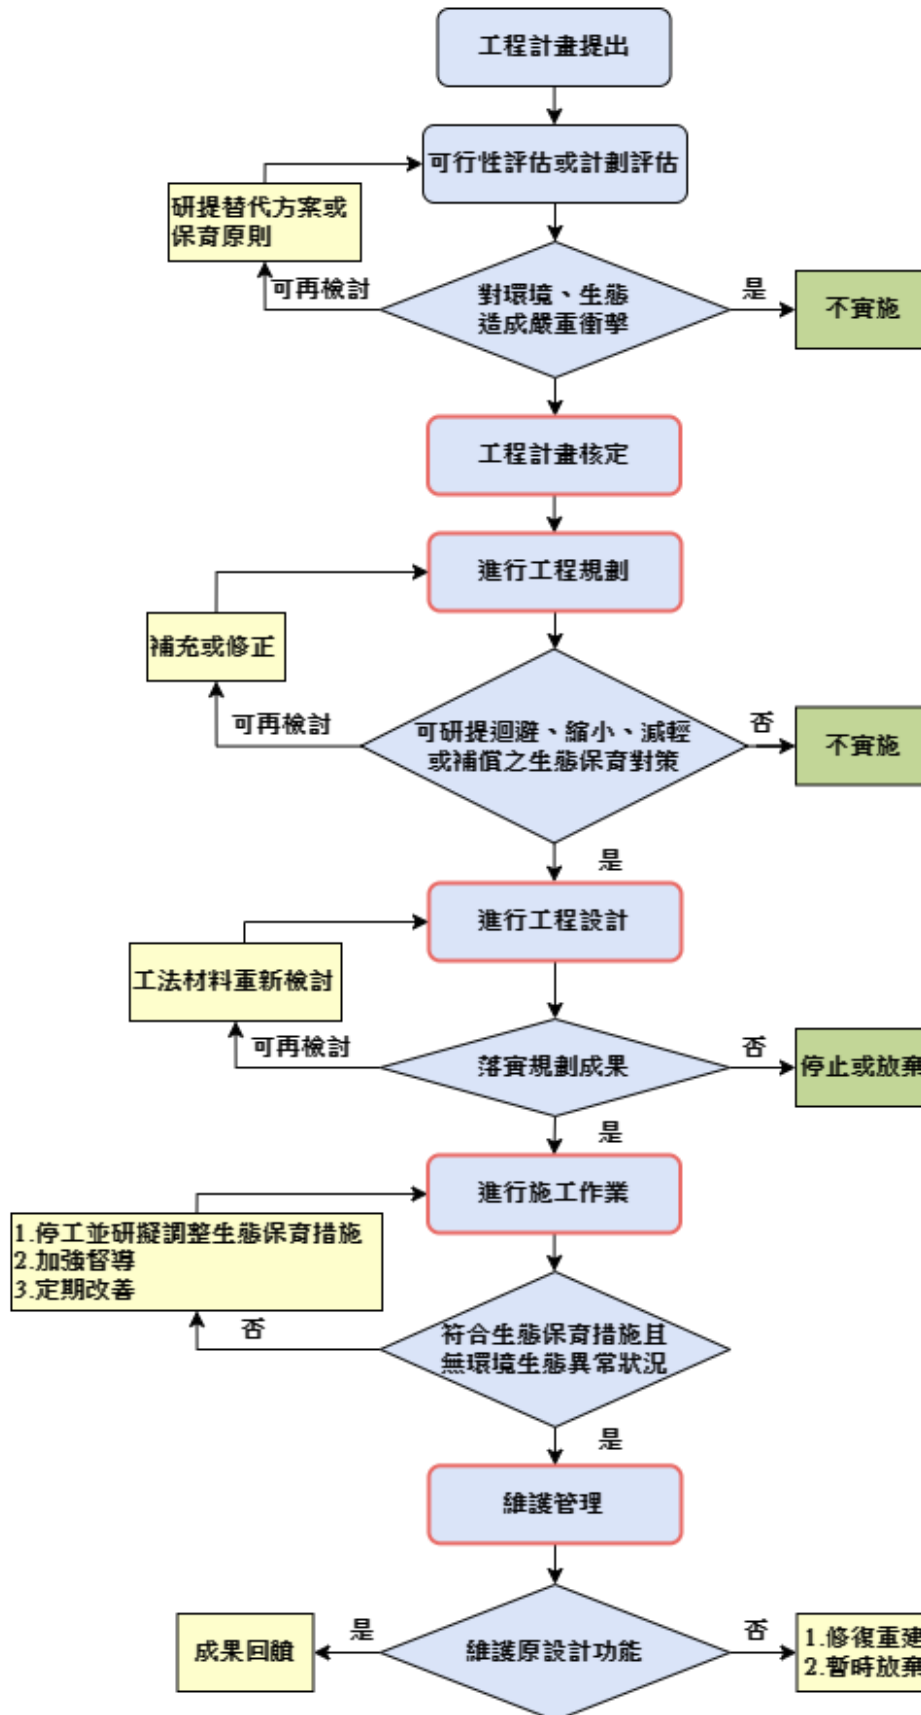 工程計畫提出
可行性評估或計劃評估
研提替代方案或
保育原則
可再檢討
對環境、生態
造成嚴重衝擊
是
不實施
工程計畫核定
進行工程規劃
補充或修正
可再檢討
可研提迴避、縮小、減輕
或補償之生態保育對策
否
不實施
是
進行工程設計
工法材料重新檢討
可再檢討
落實規劃成果
否
停止或放棄
是
進行施工作業
1.停工並研擬調整生態保育措施
2.加強督導
3.定期改善
否
符合生態保育措施且
無環境生態異常狀況
是
維護管理
成果回饋
是
維護原設計功能
否
1.修復重建
2.暫時放棄